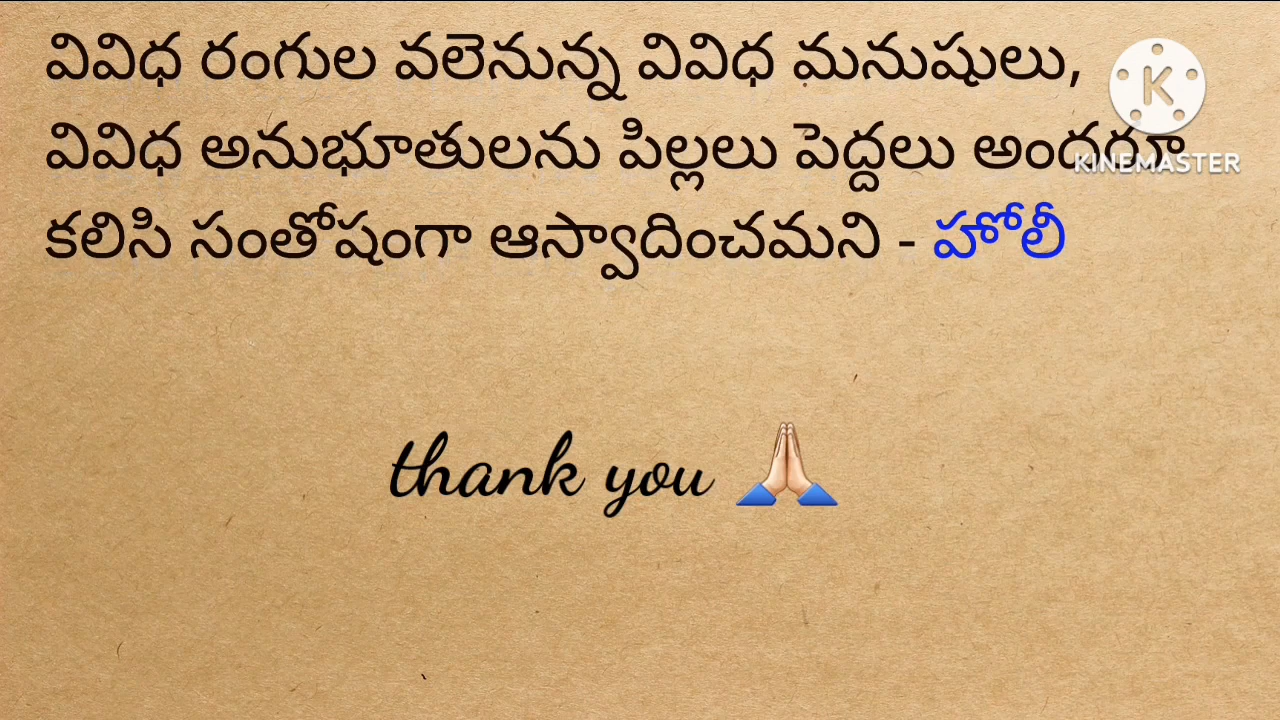 వివిధ రంగుల వలెనున్న వివిధ మనుషులు,
వివిధ అనుభూతులను పిల్లలు పెద్దలు అందరూ
కలిసి సంతోషంగా ఆస్వాదించమని - హోలీ
thank you 🙏🏻
K
KINEMASTER